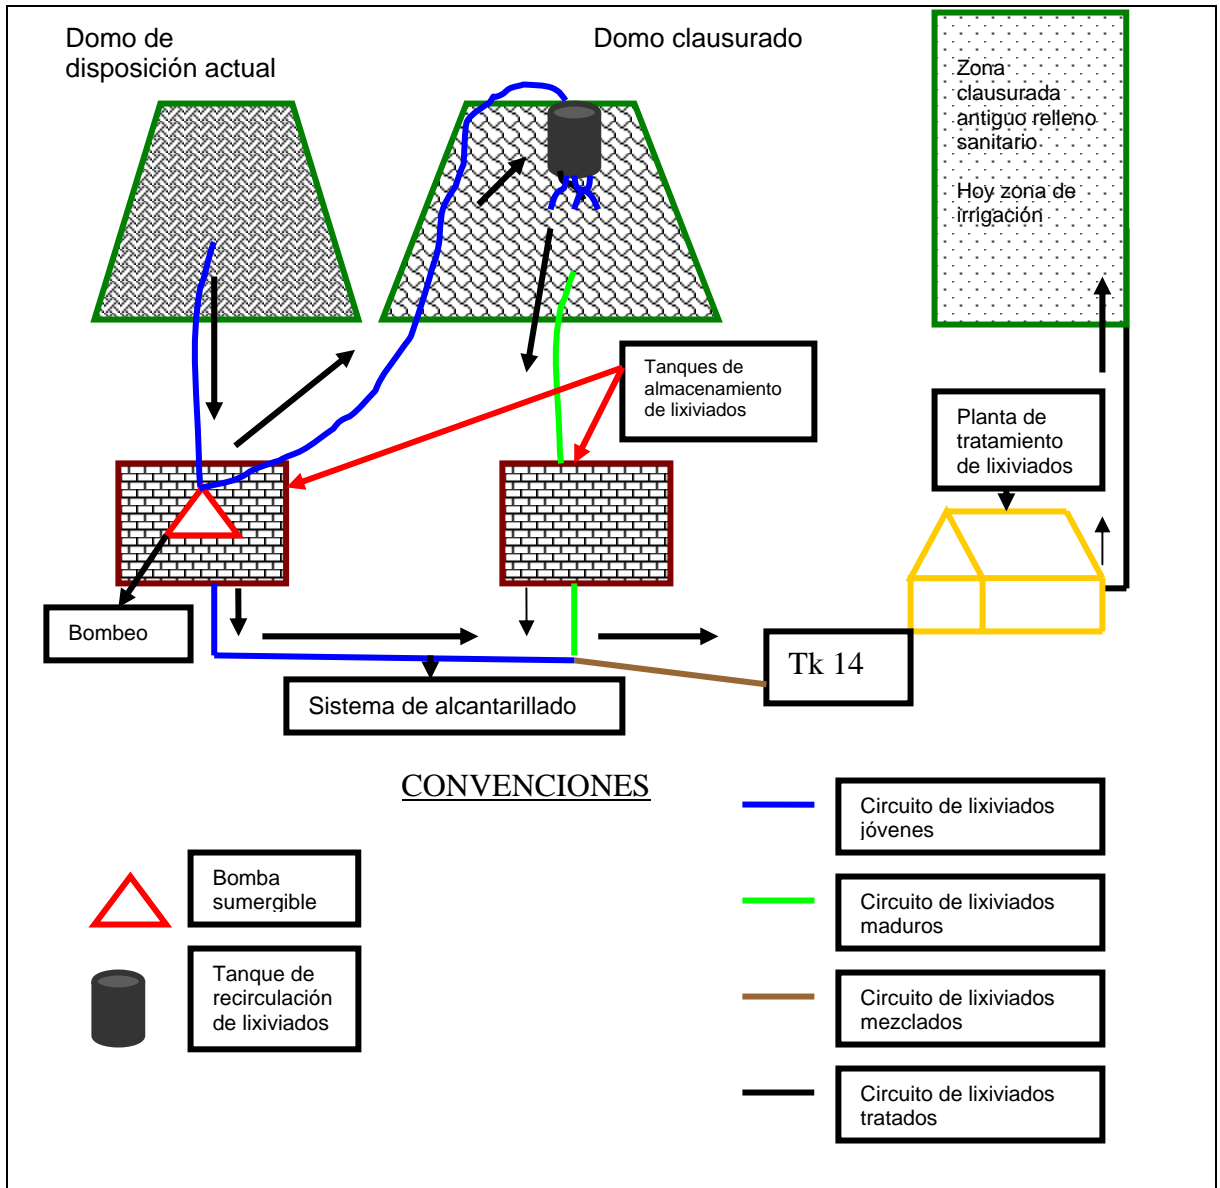 Domo de
disposición actual
Domo clausurado
Zona
clausurada
antiguo relleno
sanitario
Hoy zona de
irrigación
Tanques de
almacenamiento
de lixiviados
Planta de
tratamiento
de lixiviados
Bombeo
Tk 14
Sistema de alcantarillado
CONVENCIONES
Bomba
sumergible
Tanque de
recirculación
de lixiviados
Circuito de lixiviados
jóvenes
Circuito de lixiviados
maduros
Circuito de lixiviados
mezclados
Circuito de lixiviados
tratados